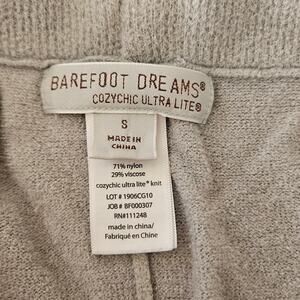 BAREFOOT DREAMS®
COZYCHIC ULTRA LITE®
S
MADE IN
CHINA
71% nylon
29% viscose
cozychic ultra lite® knit
LOT # 1906CG10
JOB # BF000307
RN#111248
made in china/
Fabriqué en Chine